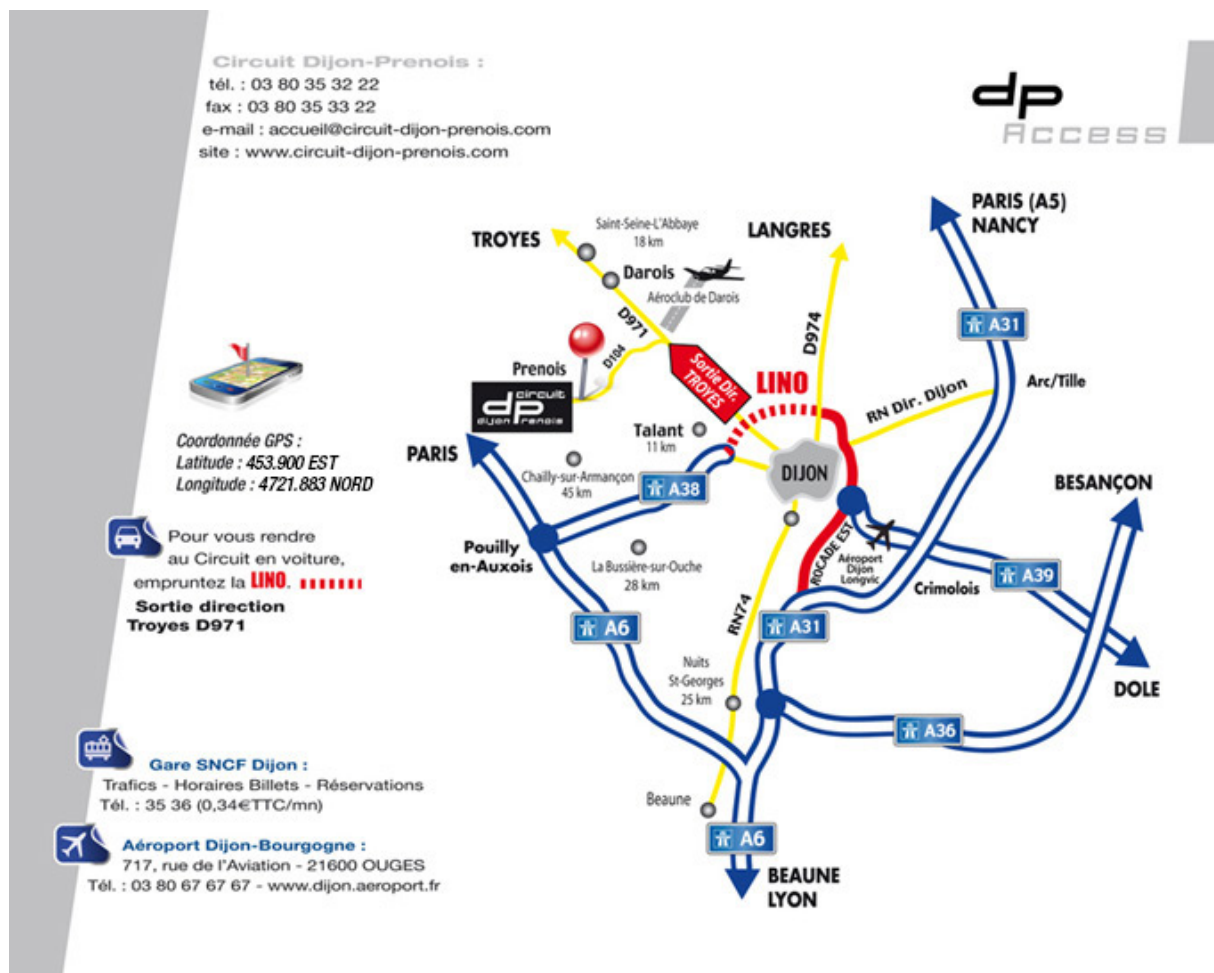 Circuit Dijon-Prenois :
tél. : 03 80 35 32 22
fax : 03 80 35 33 22
e-mail : accueil@circuit-dijon-prenois.com
site : www.circuit-dijon-prenois.com
dp
Access
PARIS (A5)
NANCY
TROYES
Saint-Seine-L'Abbaye
18 km
LANGRES
Darois
Aéroclub de Darois
D971
D974
A31
D104
Prenois
Sortie Dir.
TROYES
LINO
RN Dir. Dijon
Arc/Tille
circuit
dp
dijon prenois
Talant
11 km
PARIS
Chailly-sur-Armançon
45 km
A38
DIJON
BESANÇON
Coordonnée GPS :
Latitude : 453.900 EST
Longitude : 4721.883 NORD
Pour vous rendre
au Circuit en voiture,
empruntez la LINO.
Sortie direction
Troyes D971
Pouilly
en-Auxois
La Bussière-sur-Ouche
28 km
ROCADE EST
Aéroport
Dijon
Longvic
Crimolois
A39
A6
RN74
A31
Nuits
St-Georges
25 km
DOLE
A36
Gare SNCF Dijon :
Trafics - Horaires Billets - Réservations
Tél. : 35 36 (0,34€TTC/mn)
Beaune
A6
Aéroport Dijon-Bourgogne :
717, rue de l'Aviation - 21600 OUGES
Tél. : 03 80 67 67 67 - www.dijon.aeroport.fr
BEAUNE
LYON